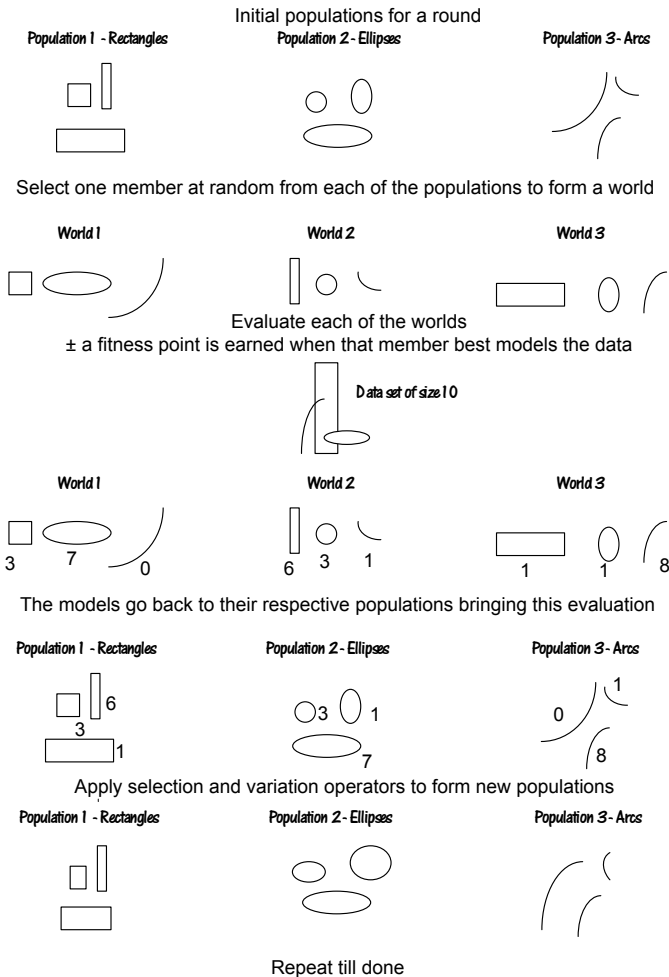 Initial populations for a round
Population 1 - Rectangles Population 2 - Ellipses Population 3 - Arcs
Select one member at random from each of the populations to form a world
World 1 World 2 World 3
Evaluate each of the worlds
± a fitness point is earned when that member best models the data
Data set of size 10
World 1 World 2 World 3
3 7 0 6 3 1 1 1 8
The models go back to their respective populations bringing this evaluation
Population 1 - Rectangles Population 2 - Ellipses Population 3 - Arcs
6 3 1 0 1
3
1 7 8
Apply selection and variation operators to form new populations
Population 1 - Rectangles Population 2 - Ellipses Population 3 - Arcs
Repeat till done